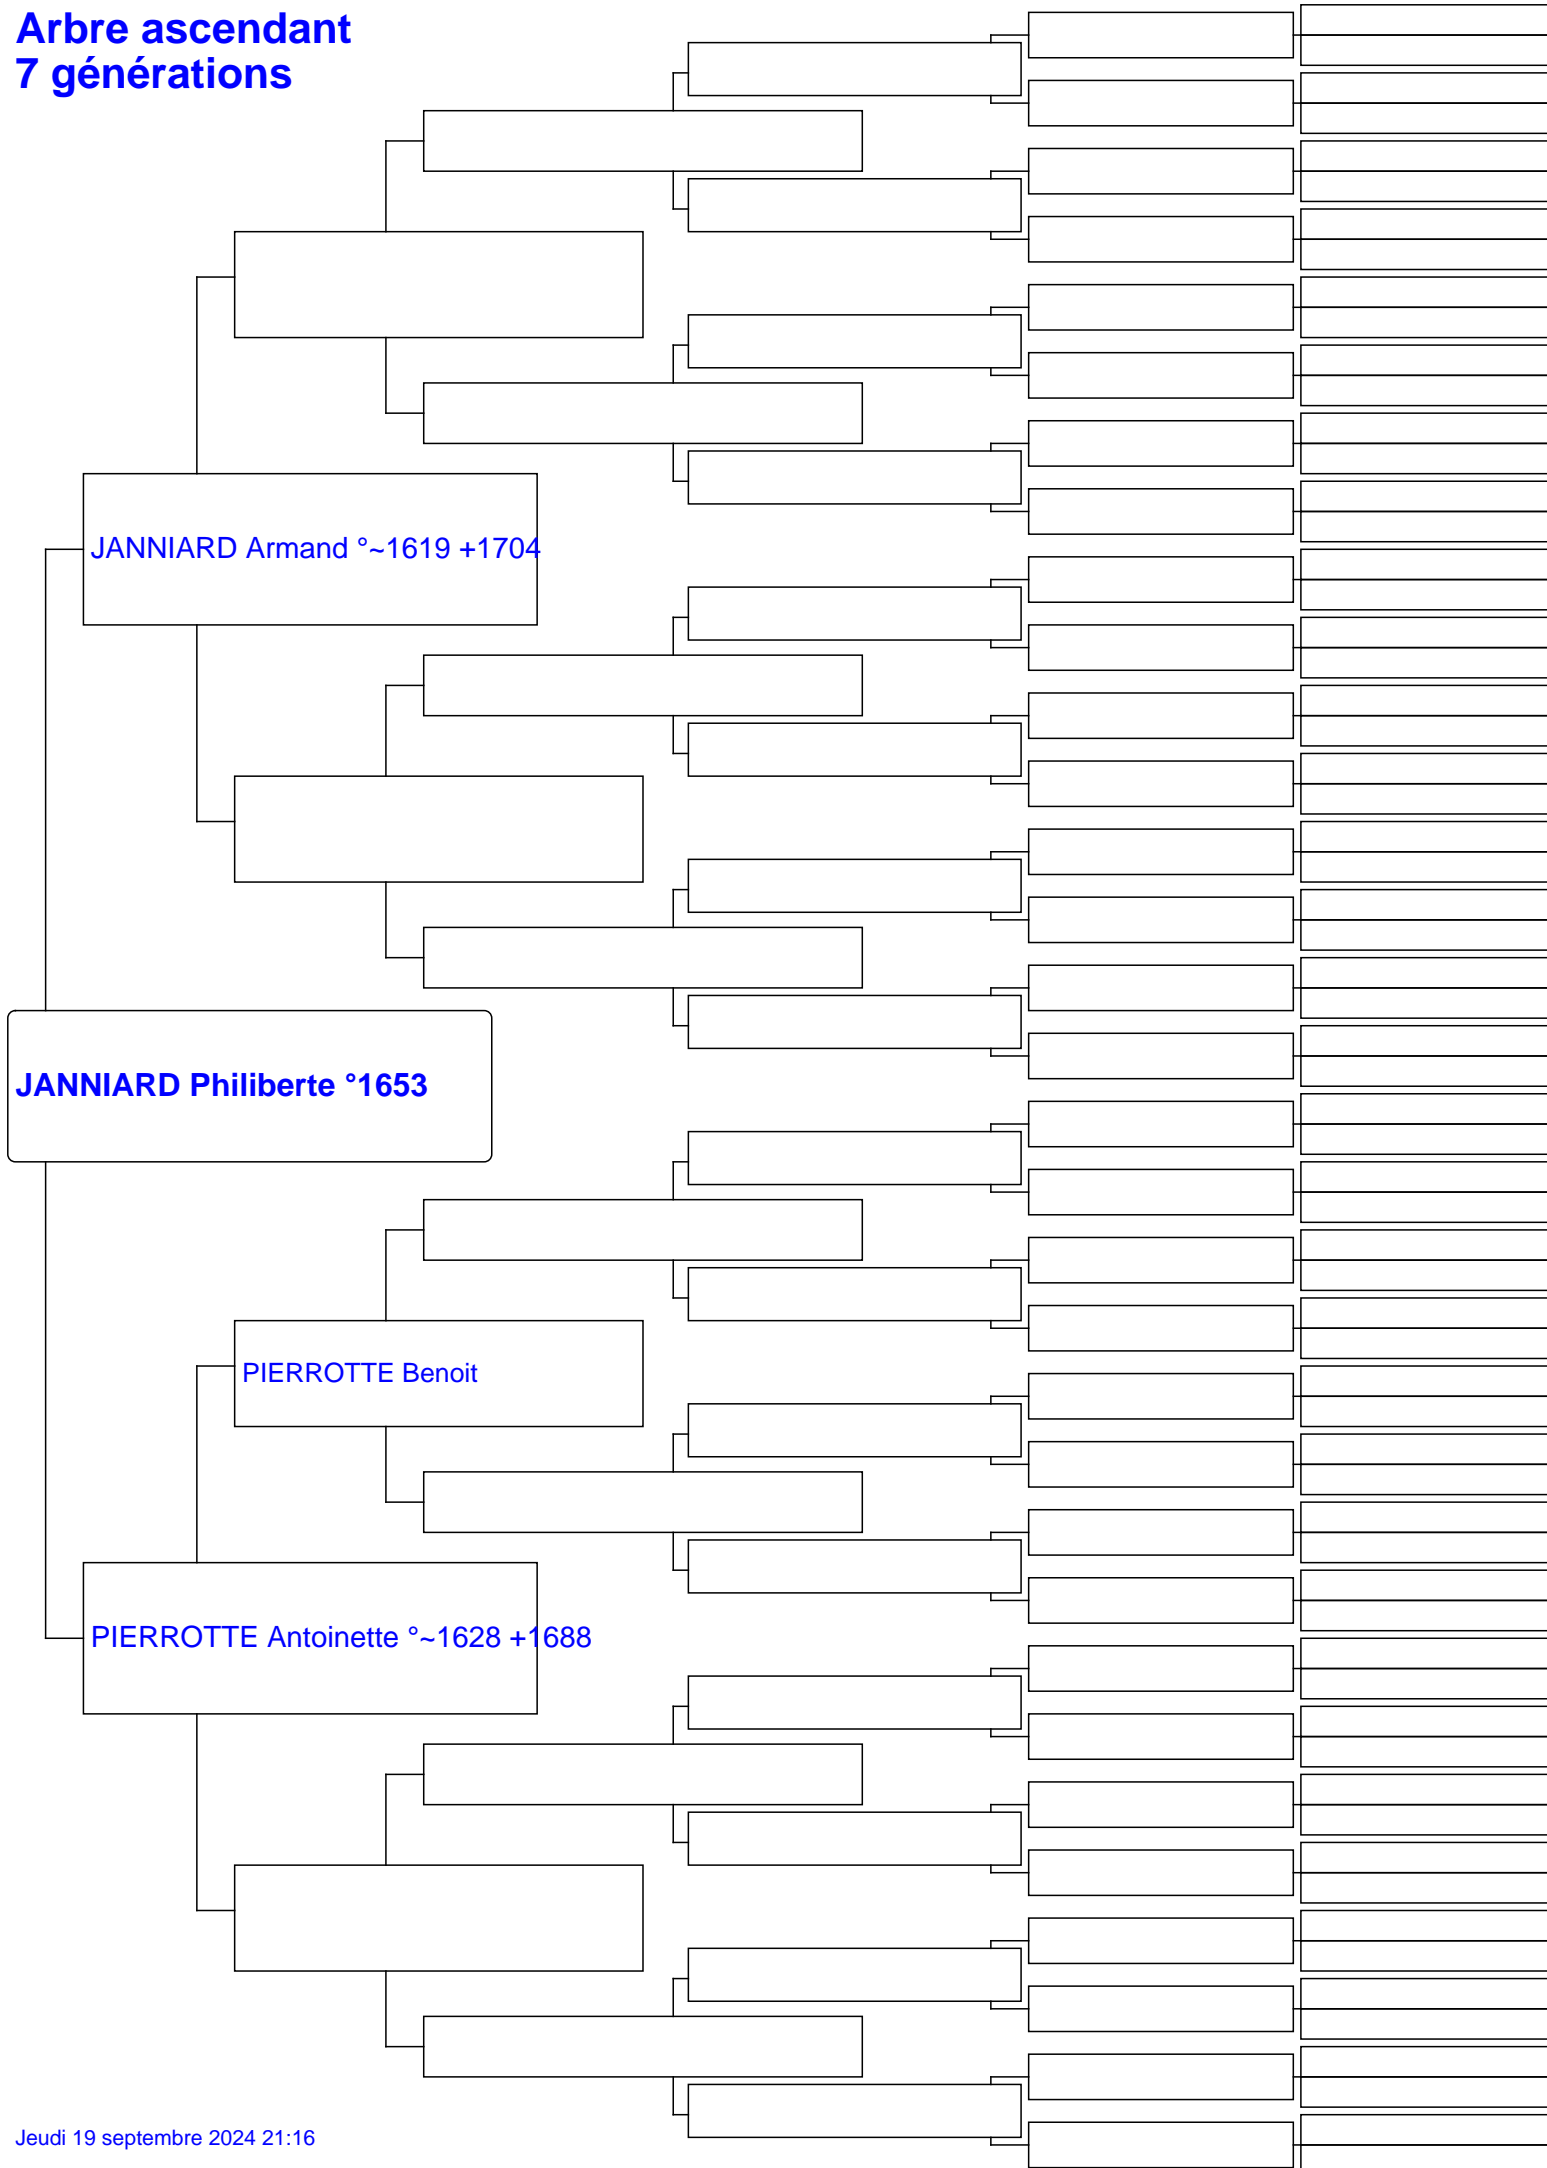 Arbre ascendant
7 générations
JANNIARD Armand °~1619 +1704
JANNIARD Philiberte °1653
PIERROTTE Benoit
PIERROTTE Antoinette °~1628 +1688
Jeudi 19 septembre 2024 21:16